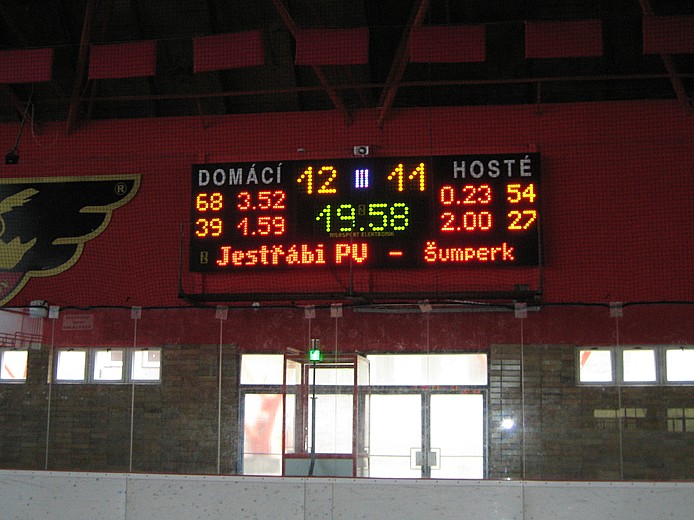 DOMÁCÍ 12 III 11 HOSTÉ
68 3.52 0.23 54
39 1.59 19.58 2.00 27
Jestřábi PV - Šumperk
®